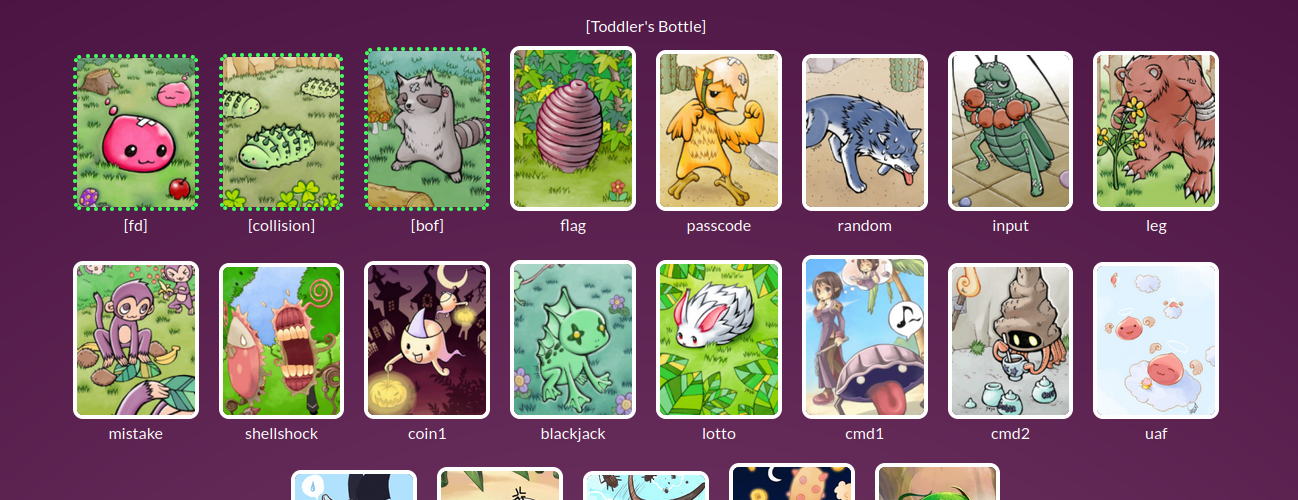 [Toddler's Bottle]
[fd] [collision] [bof] flag passcode random input leg
mistake shellshock coin1 blackjack lotto cmd1 cmd2 uaf